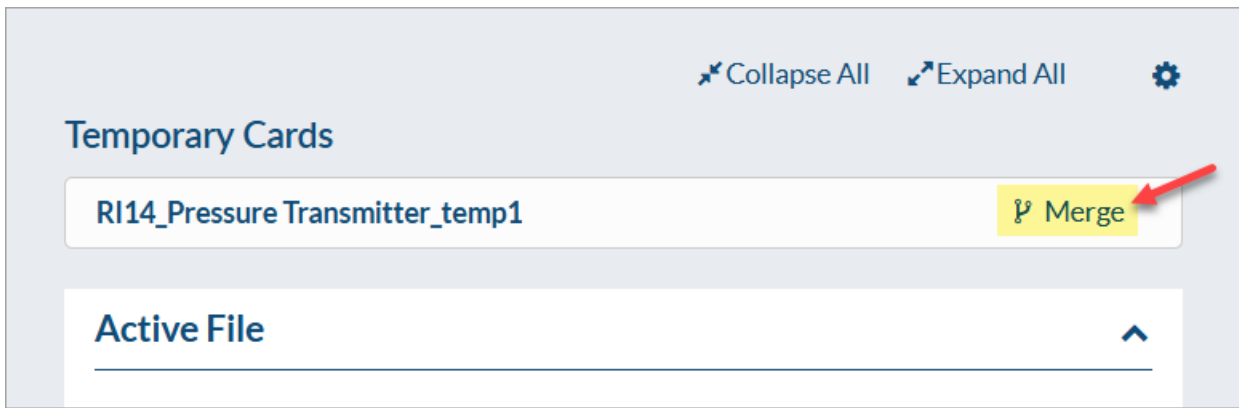 Collapse All Expand All
Temporary Cards
RI14_Pressure Transmitter_temp1 Merge
Active File